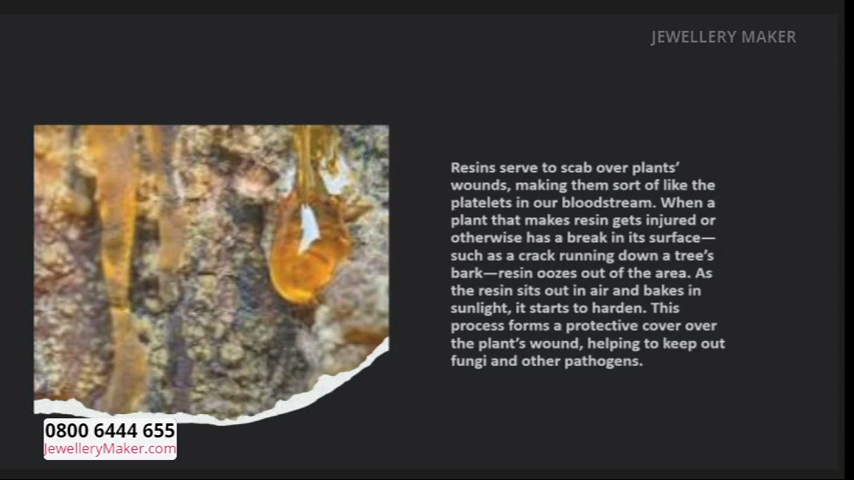 JEWELLERY MAKER
Resins serve to scab over plants’
wounds, making them sort of like the
platelets in our bloodstream. When a
plant that makes resin gets injured or
otherwise has a break in its surface—
such as a crack running down a tree’s
bark—resin oozes out of the area. As
the resin sits out in air and bakes in
sunlight, it starts to harden. This
process forms a protective cover over
the plant’s wound, helping to keep out
fungi and other pathogens.
0800 6444 655
JewelleryMaker.com